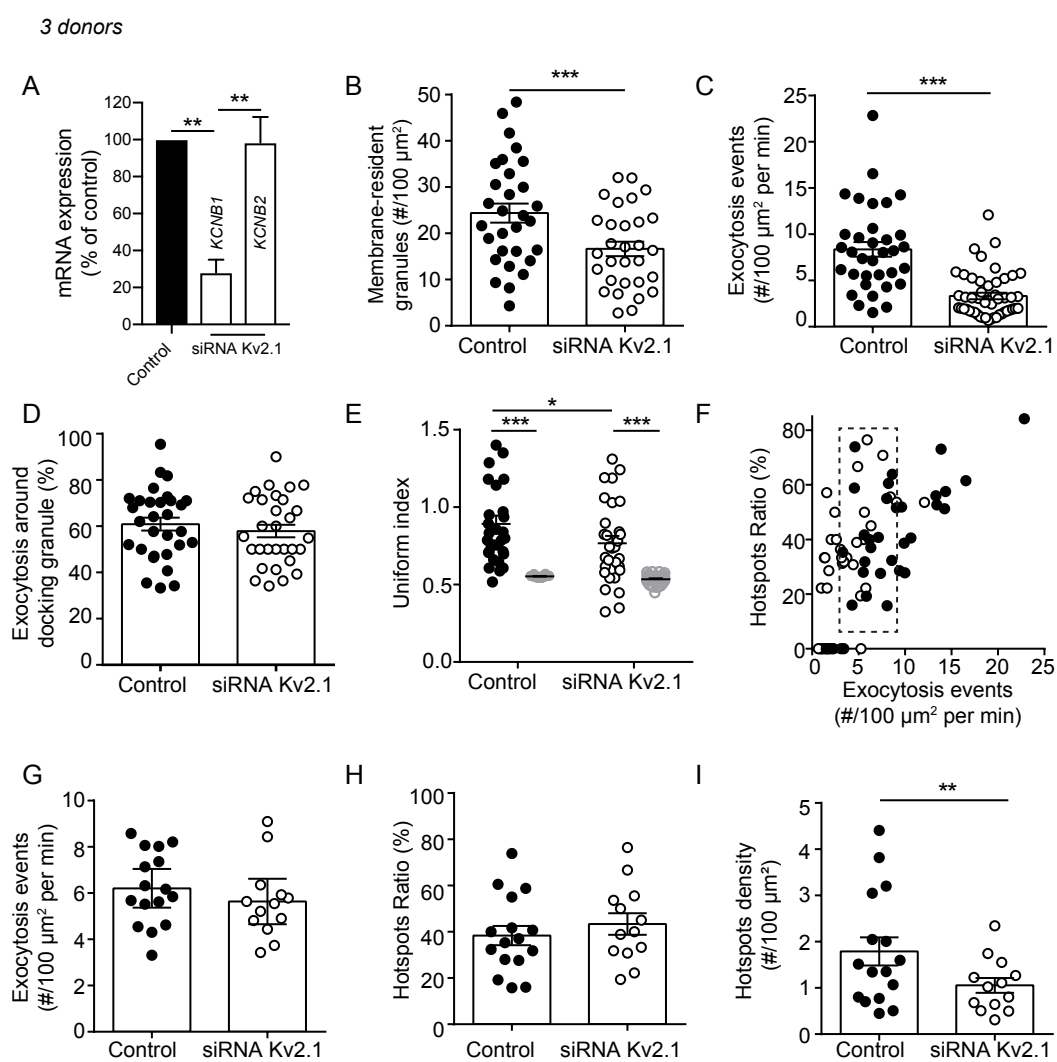 3 donors
A
mRNA expression
(% of control)
120
100
80
60
40
20
0
**
**
KCNB1
KCNB2
Control
siRNA Kv2.1
B
Membrane-resident
granules (#/100 µm²)
50
40
30
20
10
0
***
Control
siRNA Kv2.1
C
Exocytosis events
(#/100 µm² per min)
25
20
15
10
5
0
***
Control
siRNA Kv2.1
D
Exocytosis around
docking granule (%)
100
80
60
40
20
0
Control
siRNA Kv2.1
E
Uniform index
1.5
1.0
0.5
0.0
*
***
***
Control
siRNA Kv2.1
F
Hotspots Ratio (%)
80
60
40
20
0
0
5
10
15
20
25
Exocytosis events
(#/100 µm² per min)
G
Exocytosis events
(#/100 µm² per min)
10
8
6
4
2
0
Control
siRNA Kv2.1
H
Hotspots Ratio (%)
100
80
60
40
20
0
Control
siRNA Kv2.1
I
Hotspots density
(#/100 µm²)
5
4
3
2
1
0
**
Control
siRNA Kv2.1